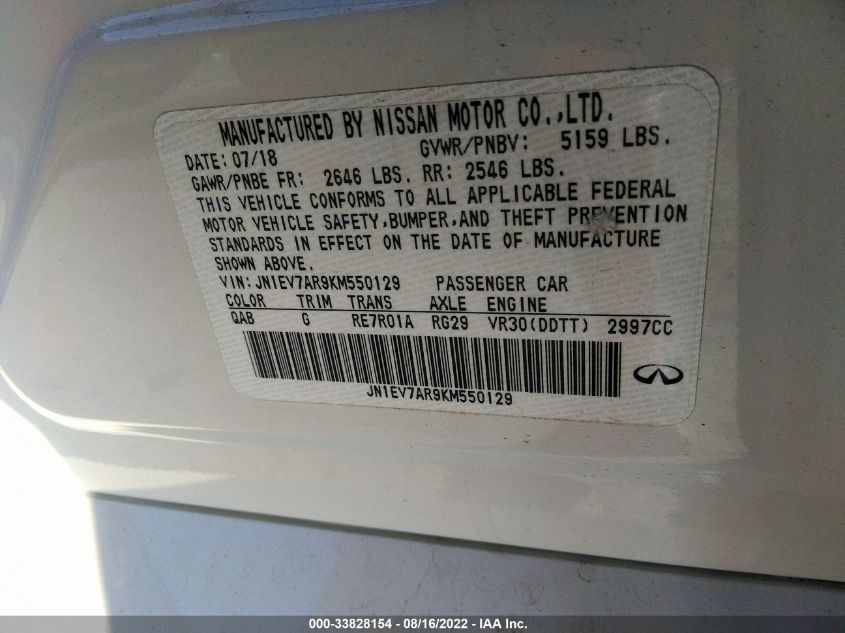 MANUFACTURED BY NISSAN MOTOR CO.,LTD.
DATE: 07/18 GVWR/PNBV: 5159 LBS.
GAWR/PNBE FR: 2646 LBS. RR: 2546 LBS.
THIS VEHICLE CONFORMS TO ALL APPLICABLE FEDERAL
MOTOR VEHICLE SAFETY,BUMPER,AND THEFT PREVENTION
STANDARDS IN EFFECT ON THE DATE OF MANUFACTURE
SHOWN ABOVE.
VIN: JN1EV7AR9KM550129 PASSENGER CAR
COLOR TRIM TRANS AXLE ENGINE
QAB G RE7R01A RG29 VR30(DDTT) 2997CC
JN1EV7AR9KM550129
000-33828154 - 08/16/2022 - IAA Inc.